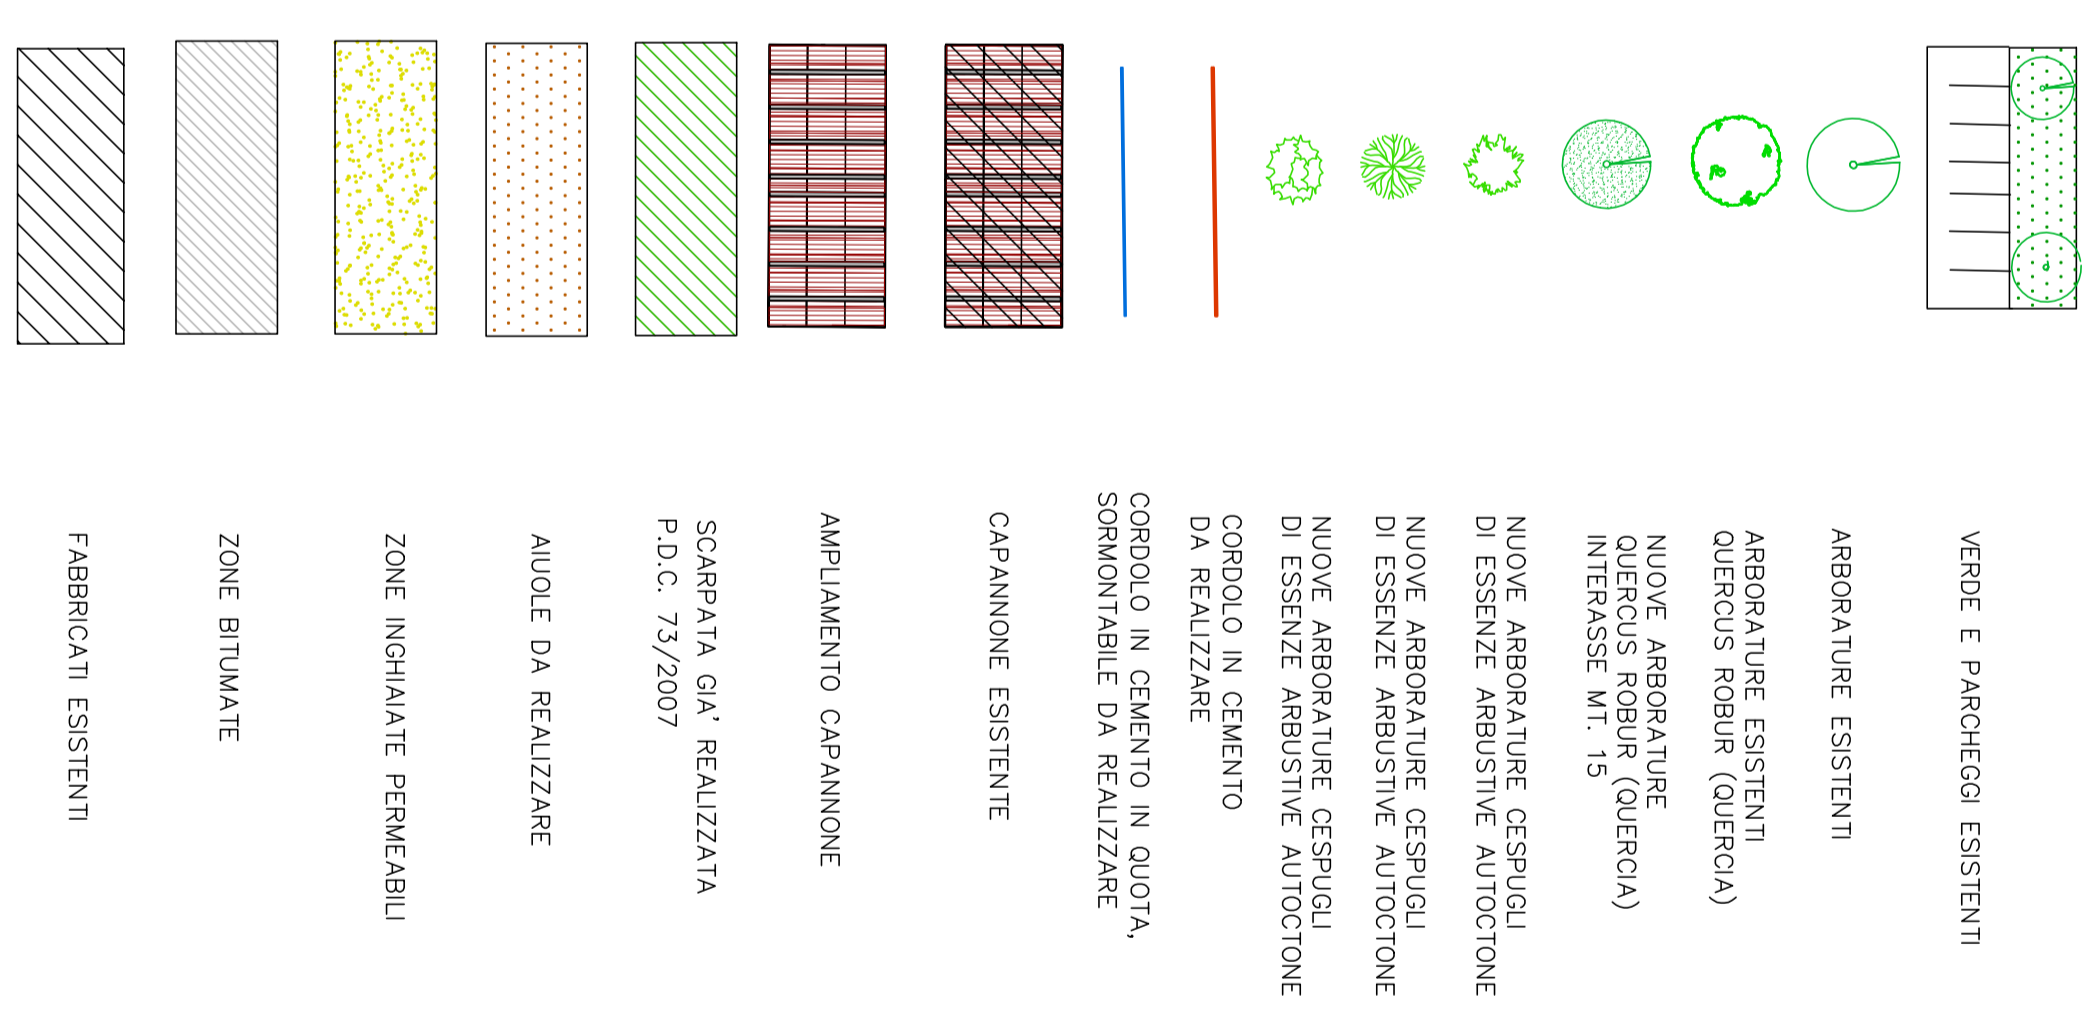 VERDE E PARCHEGGI ESISTENTI
ARBORATURE ESISTENTI
ARBORATURE ESISTENTI
QUERCUS ROBUR (QUERCIA)
NUOVE ARBORATURE
QUERCUS ROBUR (QUERCIA)
INTERASSE MT. 15
NUOVE ARBORATURE CESPUGLI
DI ESSENZE ARBUSTIVE AUTOCTONE
NUOVE ARBORATURE CESPUGLI
DI ESSENZE ARBUSTIVE AUTOCTONE
NUOVE ARBORATURE CESPUGLI
DI ESSENZE ARBUSTIVE AUTOCTONE
CORDOLO IN CEMENTO
DA REALIZZARE
CORDOLO IN CEMENTO IN QUOTA,
SORMONTABILE DA REALIZZARE
CAPANNONE ESISTENTE
AMPLIAMENTO CAPANNONE
SCARPATA GIA' REALIZZATA
P.D.C. 73/2007
AIUOLE DA REALIZZARE
ZONE INGHIAIATE PERMEABILI
ZONE BITUMATE
FABBRICATI ESISTENTI